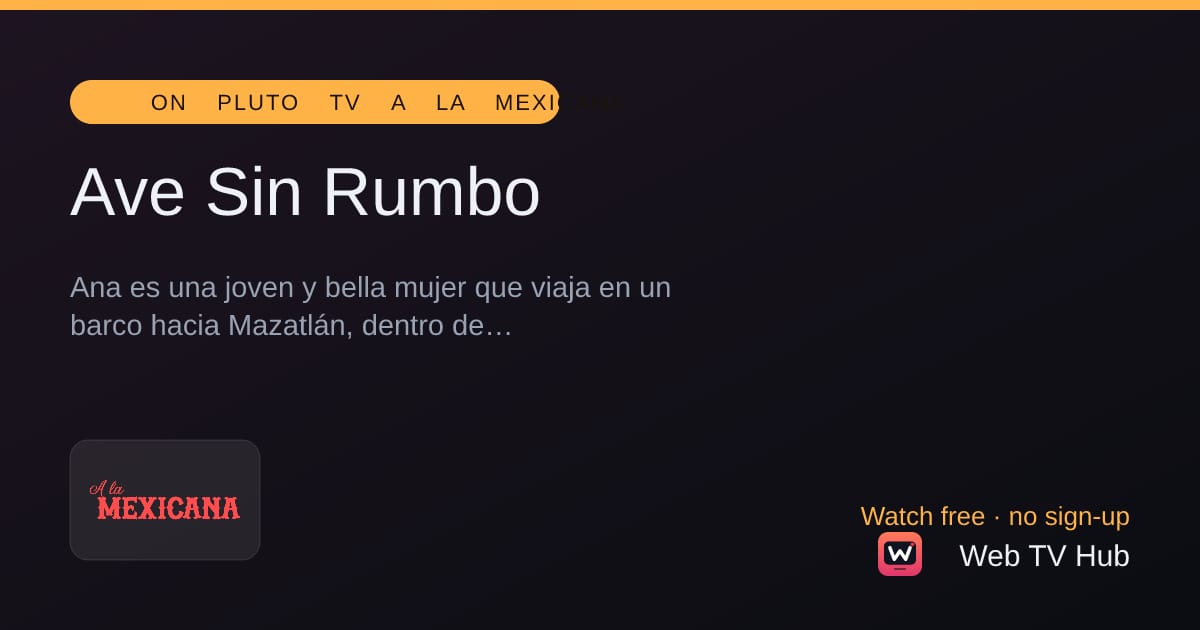 ON PLUTO TV A LA MEXICANA
Ave Sin Rumbo
Ana es una joven y bella mujer que viaja en un
barco hacia Mazatlán, dentro de…
A la
MEXICANA
Watch free · no sign-up
W
Web TV Hub